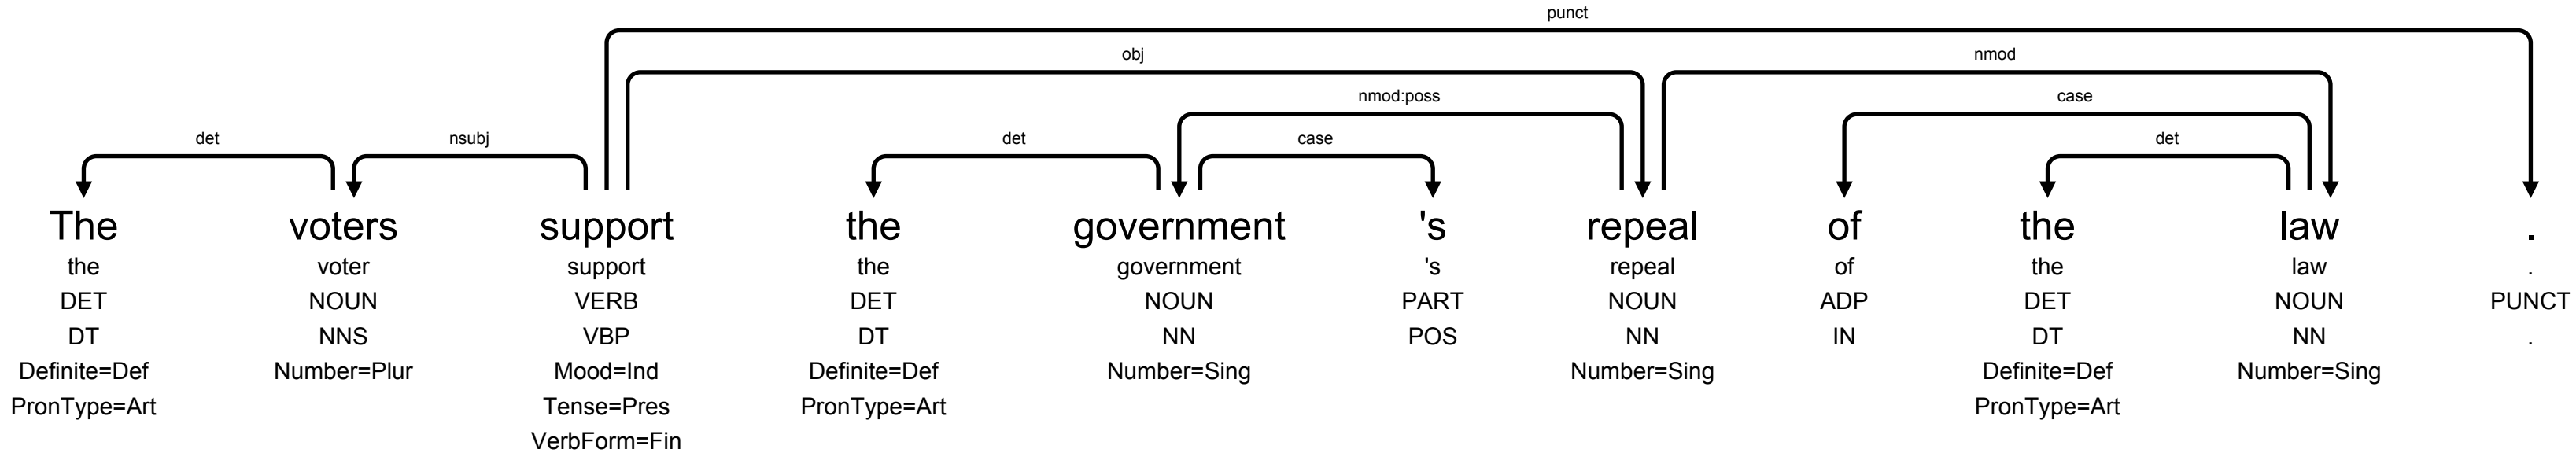 punct
obj nmod
nmod:poss case
det nsubj det case det
The voters support the government 's repeal of the law .
the voter support the government 's repeal of the law .
DET NOUN VERB DET NOUN PART NOUN ADP DET NOUN PUNCT
DT NNS VBP DT NN POS NN IN DT NN .
Definite=Def Number=Plur Mood=Ind Definite=Def Number=Sing Number=Sing Definite=Def Number=Sing
PronType=Art Tense=Pres PronType=Art PronType=Art
VerbForm=Fin